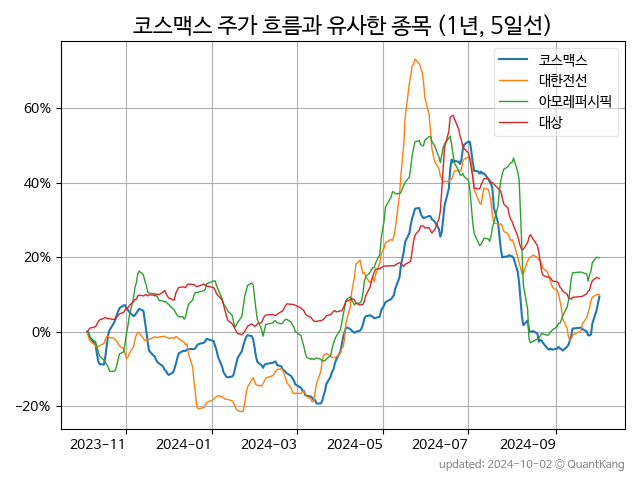 코스맥스 주가 흐름과 유사한 종목 (1년, 5일선)
코스맥스
대한전선
아모레퍼시픽
대상
60%
40%
20%
0%
−20%
2023−11
2024−01
2024−03
2024−05
2024−07
2024−09
updated: 2024-10-02 © QuantKang